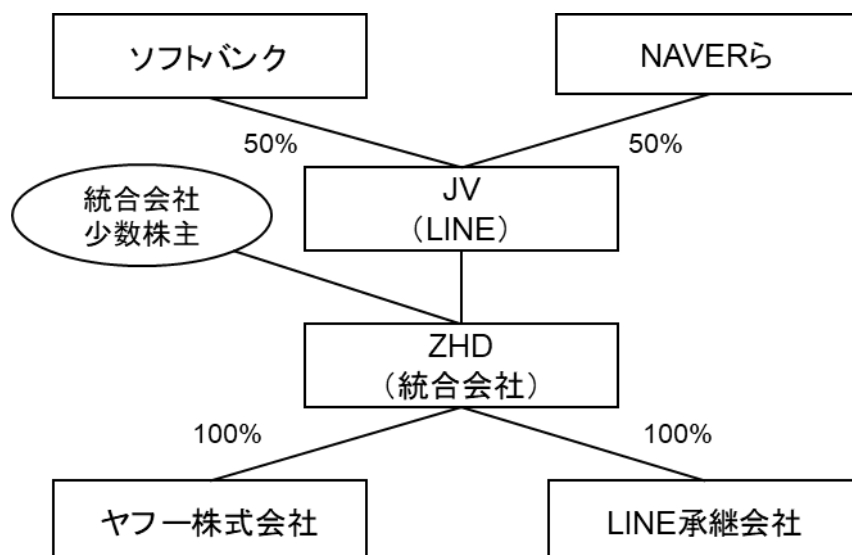 ソフトバンク
NAVERら
50%
50%
統合会社
少数株主
JV
（LINE）
ZHD
（統合会社）
100%
100%
ヤフー株式会社
LINE承継会社